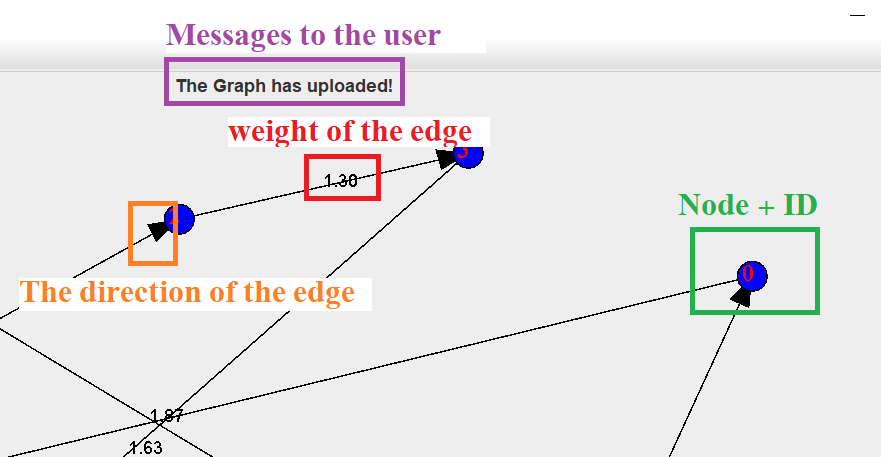 Messages to the user
The Graph has uploaded!
weight of the edge
1.30
Node + ID
0
The direction of the edge
1.87
1.63